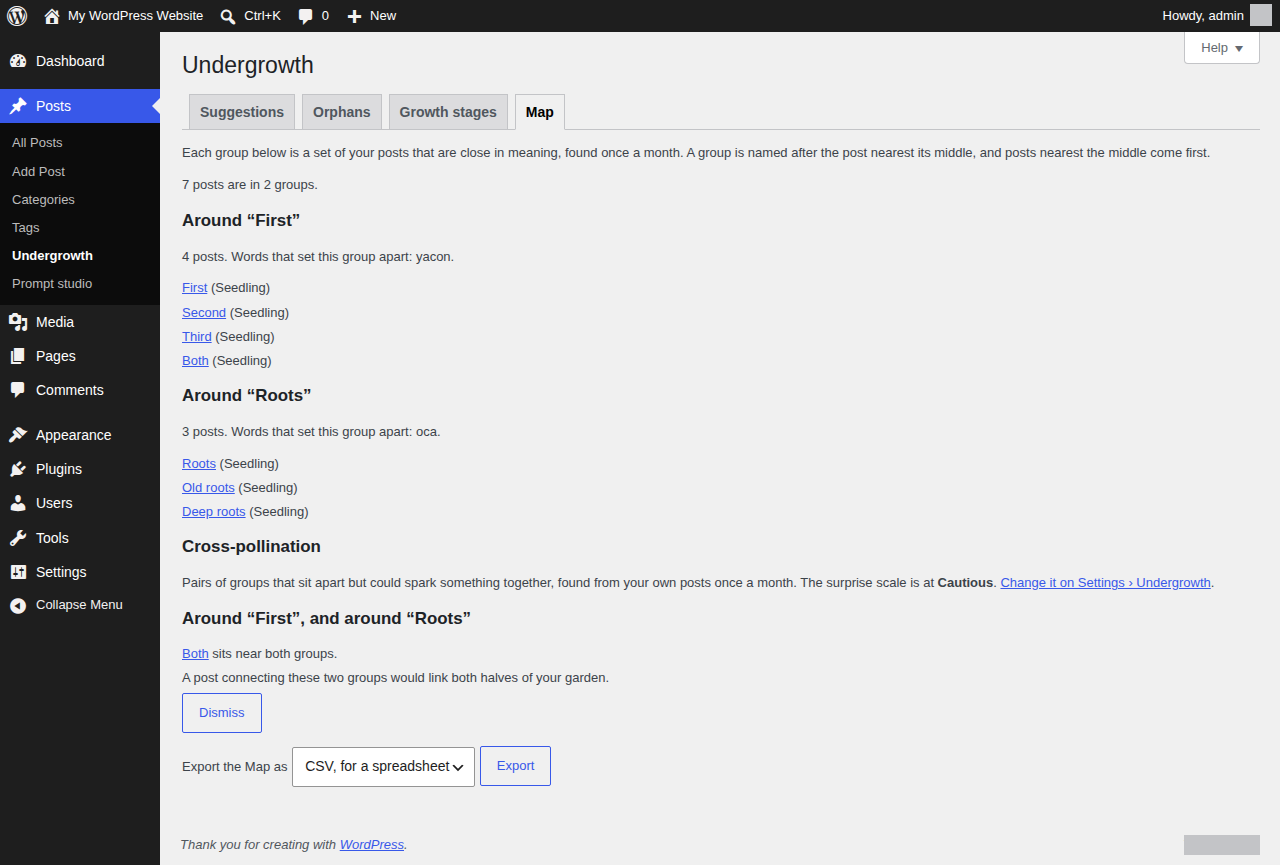 My WordPress Website Ctrl+K 0 New Howdy, admin
Help
Dashboard
Posts
All Posts
Add Post
Categories
Tags
Undergrowth
Prompt studio
Media
Pages
Comments
Appearance
Plugins
Users
Tools
Settings
Collapse Menu
Undergrowth
Suggestions Orphans Growth stages Map
Each group below is a set of your posts that are close in meaning, found once a month. A group is named after the post nearest its middle, and posts nearest the middle come first.
7 posts are in 2 groups.
Around “First”
4 posts. Words that set this group apart: yacon.
First (Seedling)
Second (Seedling)
Third (Seedling)
Both (Seedling)
Around “Roots”
3 posts. Words that set this group apart: oca.
Roots (Seedling)
Old roots (Seedling)
Deep roots (Seedling)
Cross-pollination
Pairs of groups that sit apart but could spark something together, found from your own posts once a month. The surprise scale is at Cautious. Change it on Settings › Undergrowth.
Around “First”, and around “Roots”
Both sits near both groups.
A post connecting these two groups would link both halves of your garden.
Dismiss
Export the Map as CSV, for a spreadsheet Export
Thank you for creating with WordPress.